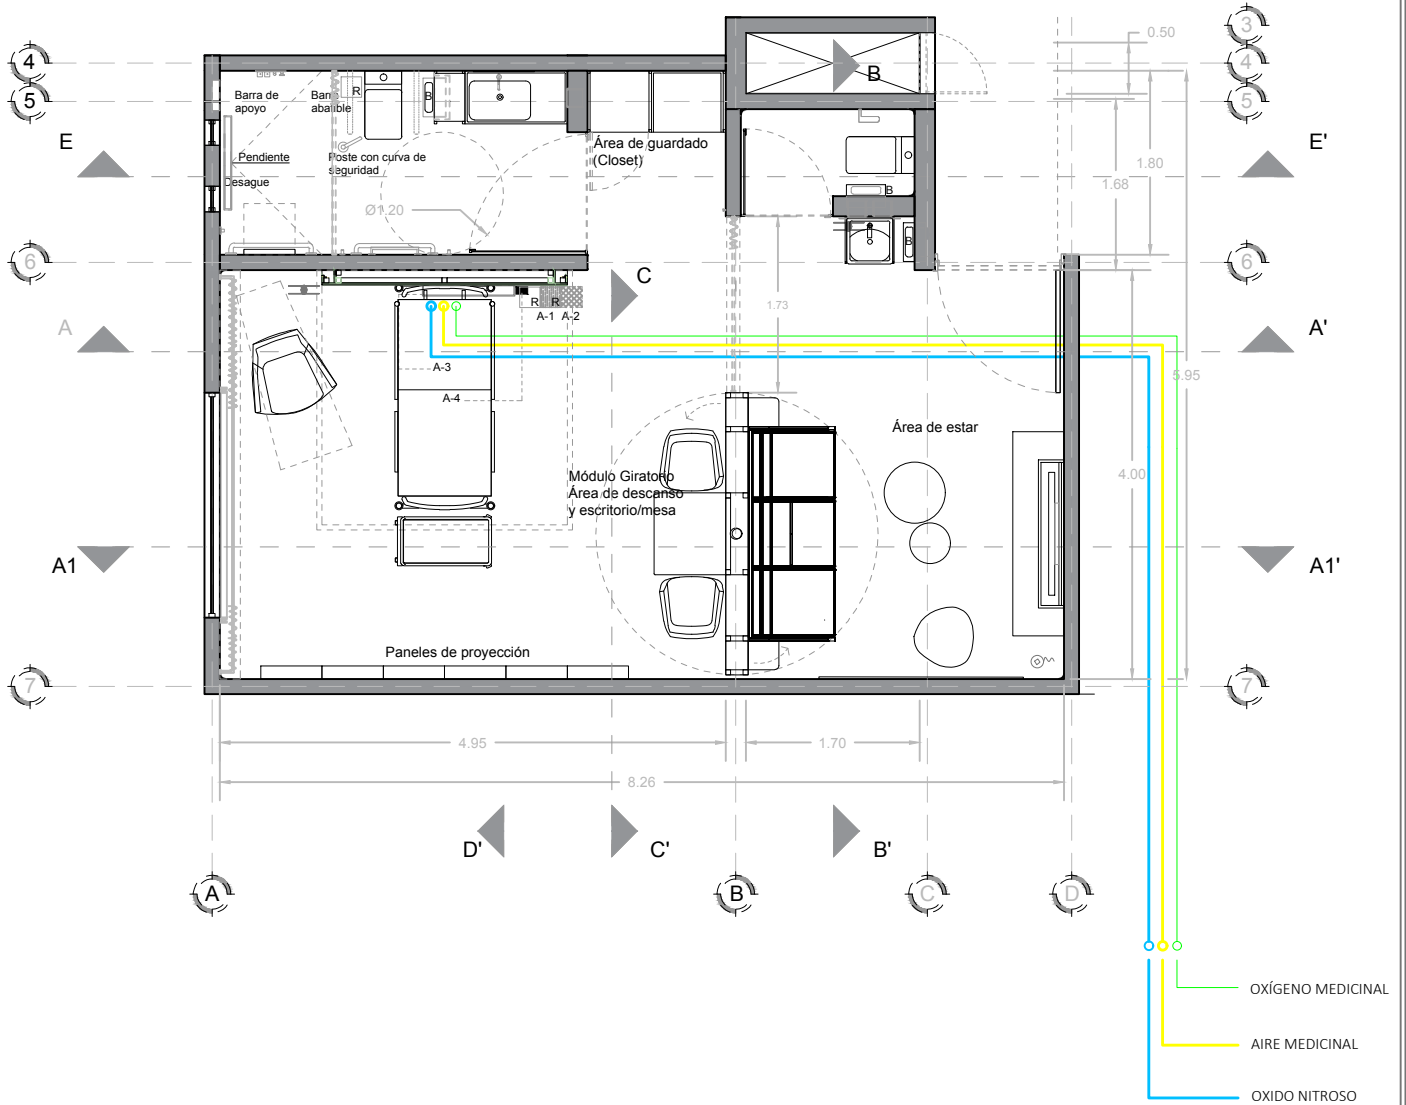 3
0.50
4
4
B
5
5
Barra de
apoyo
Barra
abatible
R
B
Área de guardado
(Closet)
E
E'
Pendiente
Poste con curva de
seguridad
Desague
1.80
1.68
B
Ø1.20
B
6
6
C
1.73
R
R
A-1
A-2
A
A'
A-3
A-4
5.95
Área de estar
4.00
Módulo Giratorio
Área de descanso
y escritorio/mesa
A1
A1'
Paneles de proyección
7
7
4.95
1.70
8.26
D'
C'
B'
A
B
C
D
OXÍGENO MEDICINAL
AIRE MEDICINAL
OXIDO NITROSO